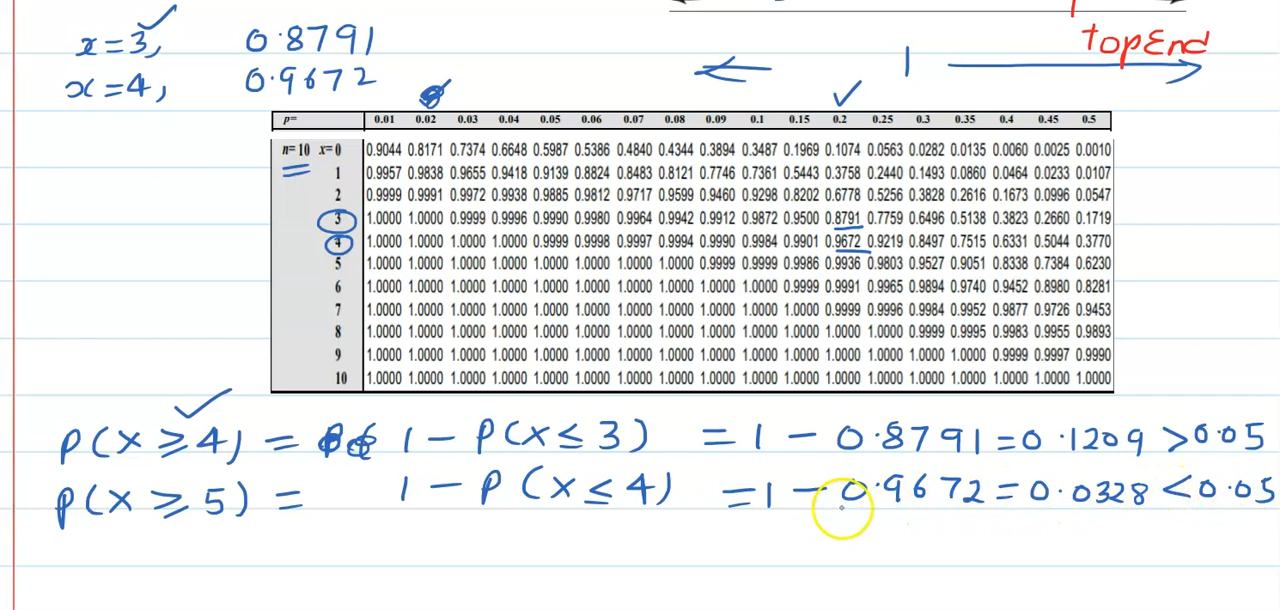 x=3, 0.8791
topEnd
x=4, 0.9672
1
p= 0.01 0.02 0.03 0.04 0.05 0.06 0.07 0.08 0.09 0.1 0.15 0.2 0.25 0.3 0.35 0.4 0.45 0.5
n=10 x=0 0.9044 0.8171 0.7374 0.6648 0.5987 0.5386 0.4840 0.4344 0.3894 0.3487 0.1969 0.1074 0.0563 0.0282 0.0135 0.0060 0.0025 0.0010
1 0.9957 0.9838 0.9655 0.9418 0.9139 0.8824 0.8483 0.8121 0.7746 0.7361 0.5443 0.3758 0.2440 0.1493 0.0860 0.0464 0.0233 0.0107
2 0.9999 0.9991 0.9972 0.9938 0.9885 0.9812 0.9717 0.9599 0.9460 0.9298 0.8202 0.6778 0.5256 0.3828 0.2616 0.1673 0.0996 0.0547
3 1.0000 1.0000 0.9999 0.9996 0.9990 0.9980 0.9964 0.9942 0.9912 0.9872 0.9500 0.8791 0.7759 0.6496 0.5138 0.3823 0.2660 0.1719
4 1.0000 1.0000 1.0000 1.0000 0.9999 0.9998 0.9997 0.9994 0.9990 0.9984 0.9901 0.9672 0.9219 0.8497 0.7515 0.6331 0.5044 0.3770
5 1.0000 1.0000 1.0000 1.0000 1.0000 1.0000 1.0000 1.0000 0.9999 0.9999 0.9986 0.9936 0.9803 0.9527 0.9051 0.8338 0.7384 0.6230
6 1.0000 1.0000 1.0000 1.0000 1.0000 1.0000 1.0000 1.0000 1.0000 1.0000 0.9999 0.9991 0.9965 0.9894 0.9740 0.9452 0.8980 0.8281
7 1.0000 1.0000 1.0000 1.0000 1.0000 1.0000 1.0000 1.0000 1.0000 1.0000 1.0000 0.9999 0.9996 0.9984 0.9952 0.9877 0.9726 0.9453
8 1.0000 1.0000 1.0000 1.0000 1.0000 1.0000 1.0000 1.0000 1.0000 1.0000 1.0000 1.0000 1.0000 0.9999 0.9995 0.9983 0.9955 0.9893
9 1.0000 1.0000 1.0000 1.0000 1.0000 1.0000 1.0000 1.0000 1.0000 1.0000 1.0000 1.0000 1.0000 1.0000 1.0000 0.9999 0.9997 0.9990
10 1.0000 1.0000 1.0000 1.0000 1.0000 1.0000 1.0000 1.0000 1.0000 1.0000 1.0000 1.0000 1.0000 1.0000 1.0000 1.0000 1.0000 1.0000
P(X ≥ 4) = 1 - P(X ≤ 3) = 1 - 0.8791 = 0.1209 > 0.05
P(X ≥ 5) = 1 - P(X ≤ 4) = 1 - 0.9672 = 0.0328 < 0.05